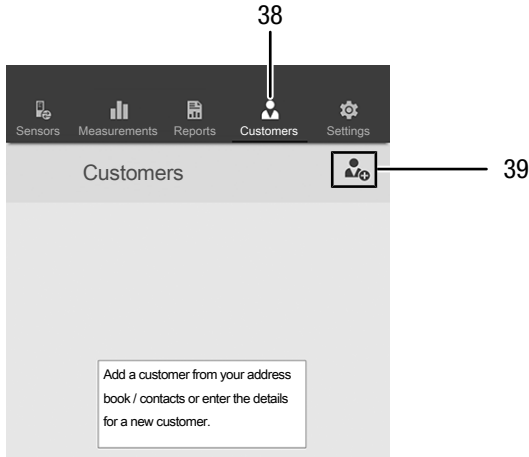 38
Sensors Measurements Reports Customers Settings
Customers
39
Add a customer from your address
book / contacts or enter the details
for a new customer.